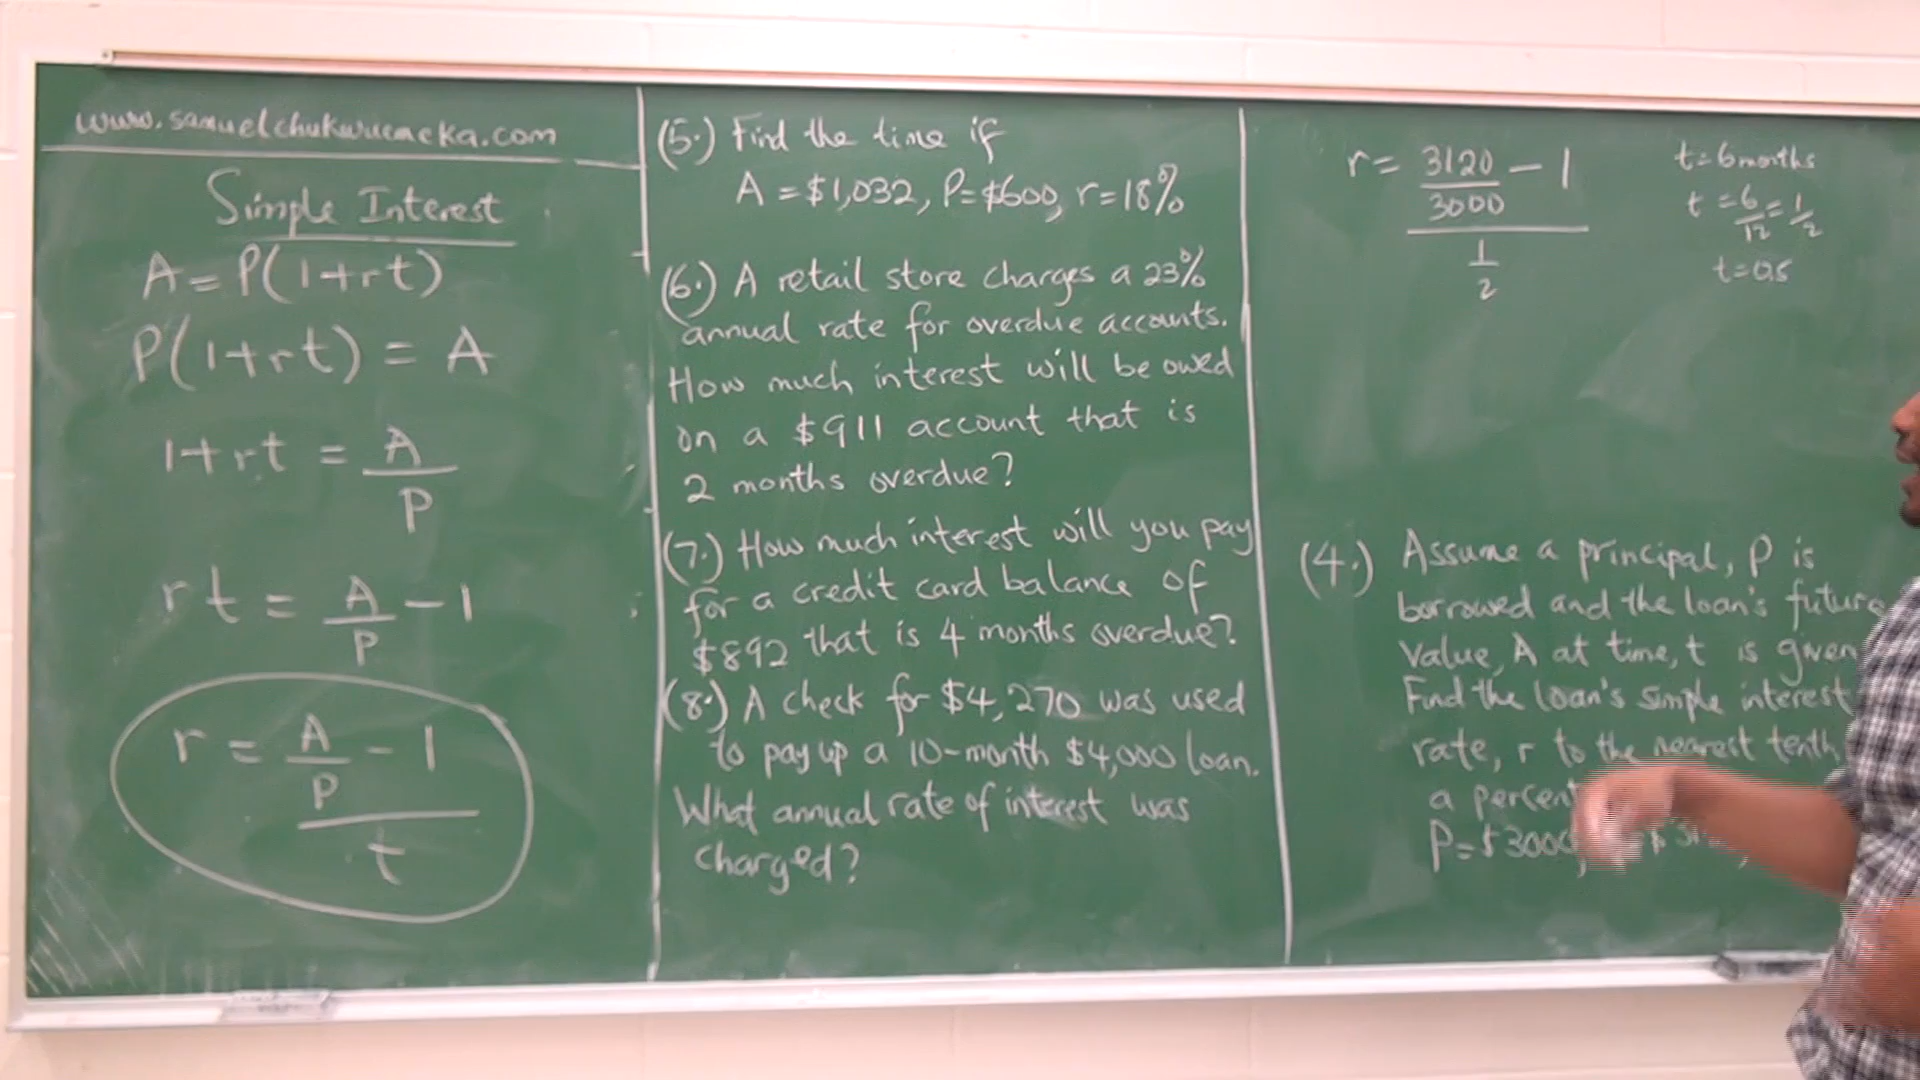 www.samuelchukwuemeka.com
Simple Interest
A = P(1+rt)
P(1+rt) = A
1+rt = A/P
rt = A/P - 1
r = (A/P - 1)/t
(5.) Find the time if
A = $1,032, P=$600, r=18%
(6.) A retail store charges a 23%
annual rate for overdue accounts.
How much interest will be owed
on a $911 account that is
2 months overdue?
(7.) How much interest will you pay
for a credit card balance of
$892 that is 4 months overdue?
(8.) A check for $4,270 was used
to pay up a 10-month $4,000 loan.
What annual rate of interest was
charged?
r = (3120/3000 - 1)/(1/2)
t=6months
t = 6/12 = 1/2
t=0.5
(4.) Assume a principal, P is
borrowed and the loan's future
value, A at time, t is given
Find the loan's simple interest
rate, r to the nearest tenth
a percent
P=$3000,